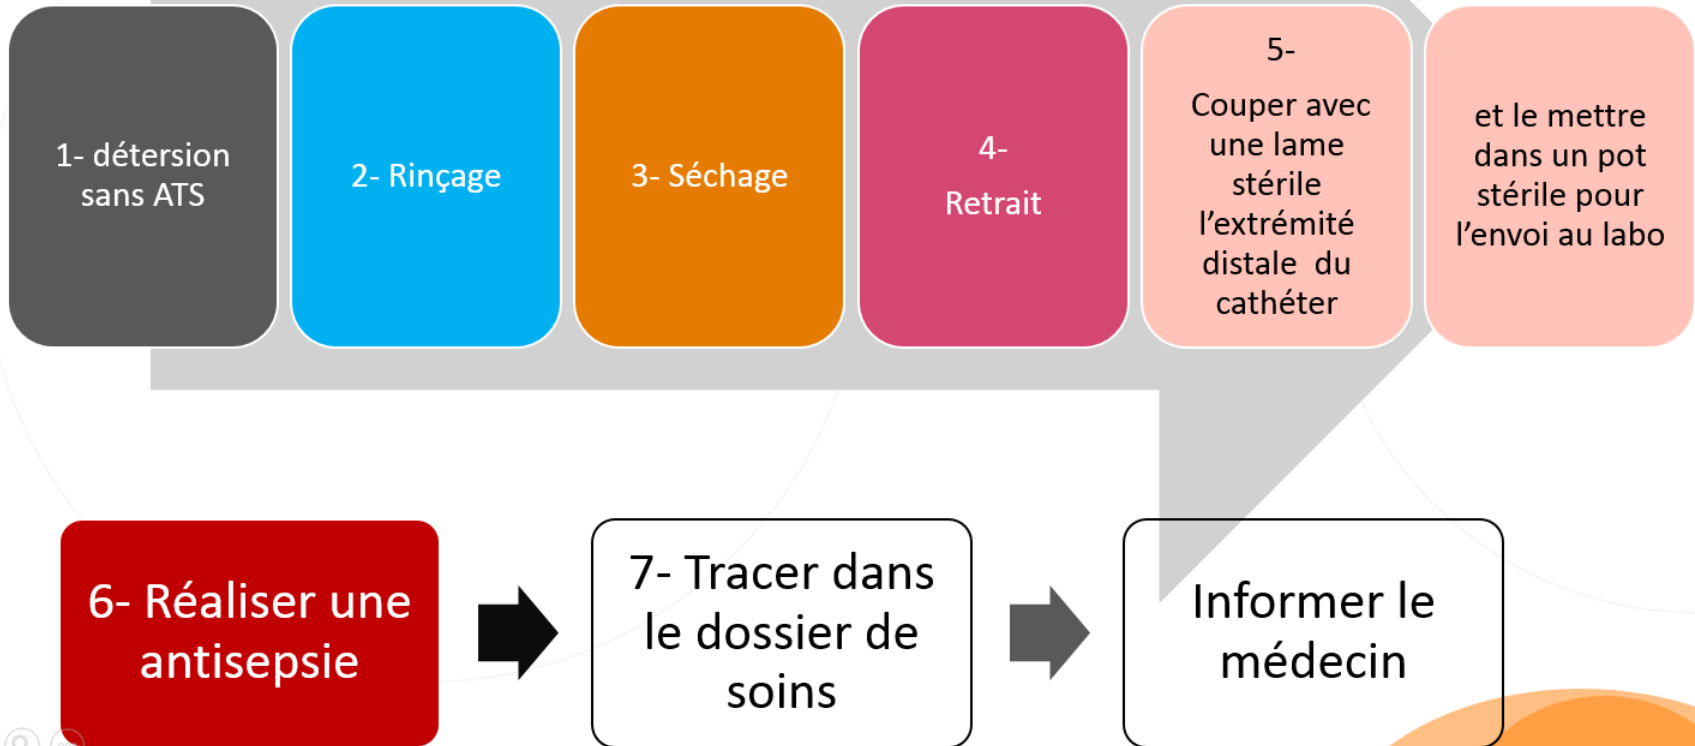 1- détersion
sans ATS
2- Rinçage
3- Séchage
4-
Retrait
5-
Couper avec
une lame
stérile
l’extrémité
distale du
cathéter
et le mettre
dans un pot
stérile pour
l’envoi au labo
6- Réaliser une
antisepsie
7- Tracer dans
le dossier de
soins
Informer le
médecin